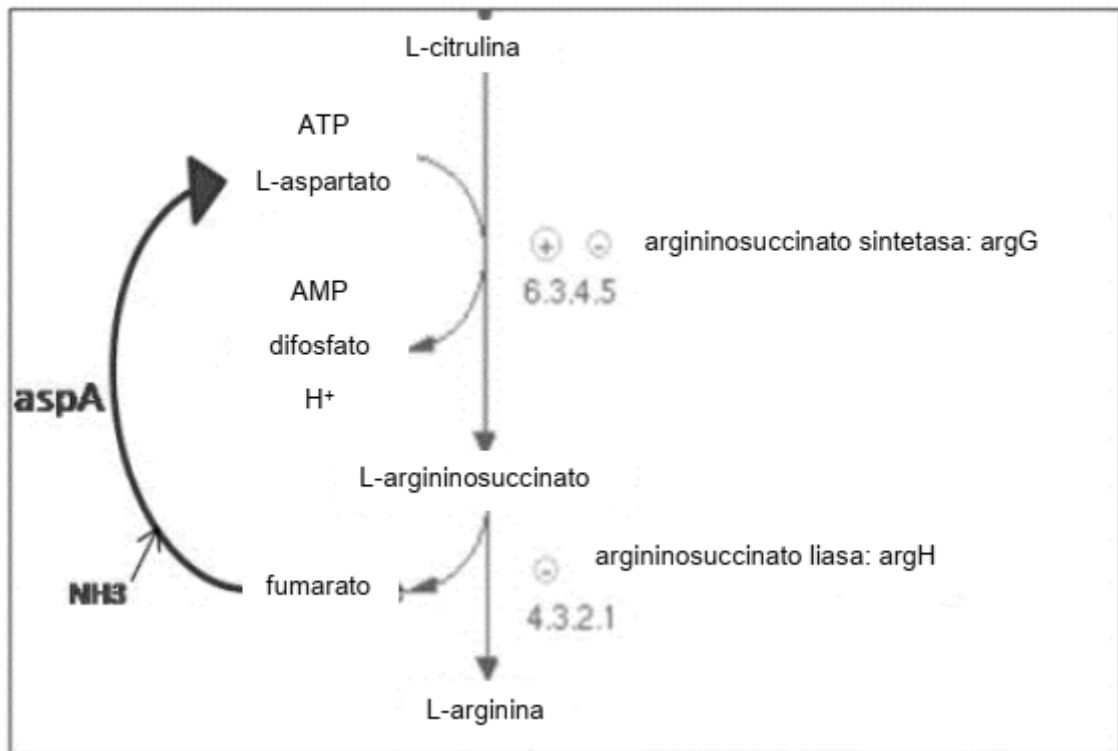 L-citrulina
ATP
L-aspartato
+ - argininosuccinato sintetasa: argG
6.3.4.5
AMP
difosfato
H+
aspA
L-argininosuccinato
- argininosuccinato liasa: argH
4.3.2.1
fumarato
NH3
L-arginina